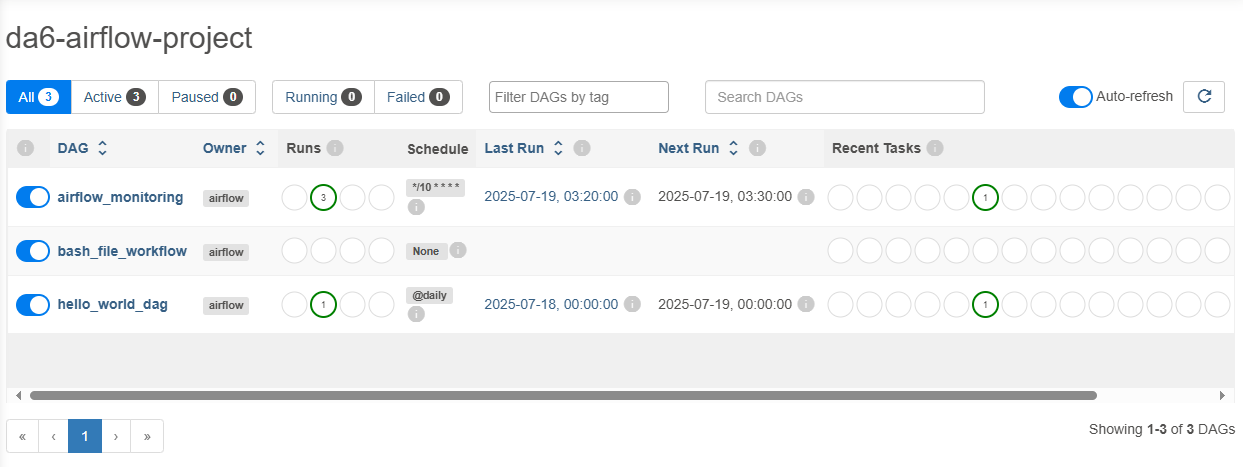 da6-airflow-project
All 3 Active 3 Paused 0 Running 0 Failed 0 Filter DAGs by tag Search DAGs Auto-refresh
i DAG Owner Runs i Schedule Last Run i Next Run i Recent Tasks i
airflow_monitoring airflow 3 */10 * * * * i 2025-07-19, 03:20:00 i 2025-07-19, 03:30:00 i 1
bash_file_workflow airflow None i
hello_world_dag airflow 1 @daily i 2025-07-18, 00:00:00 i 2025-07-19, 00:00:00 i 1
« ‹ 1 › »
Showing 1-3 of 3 DAGs